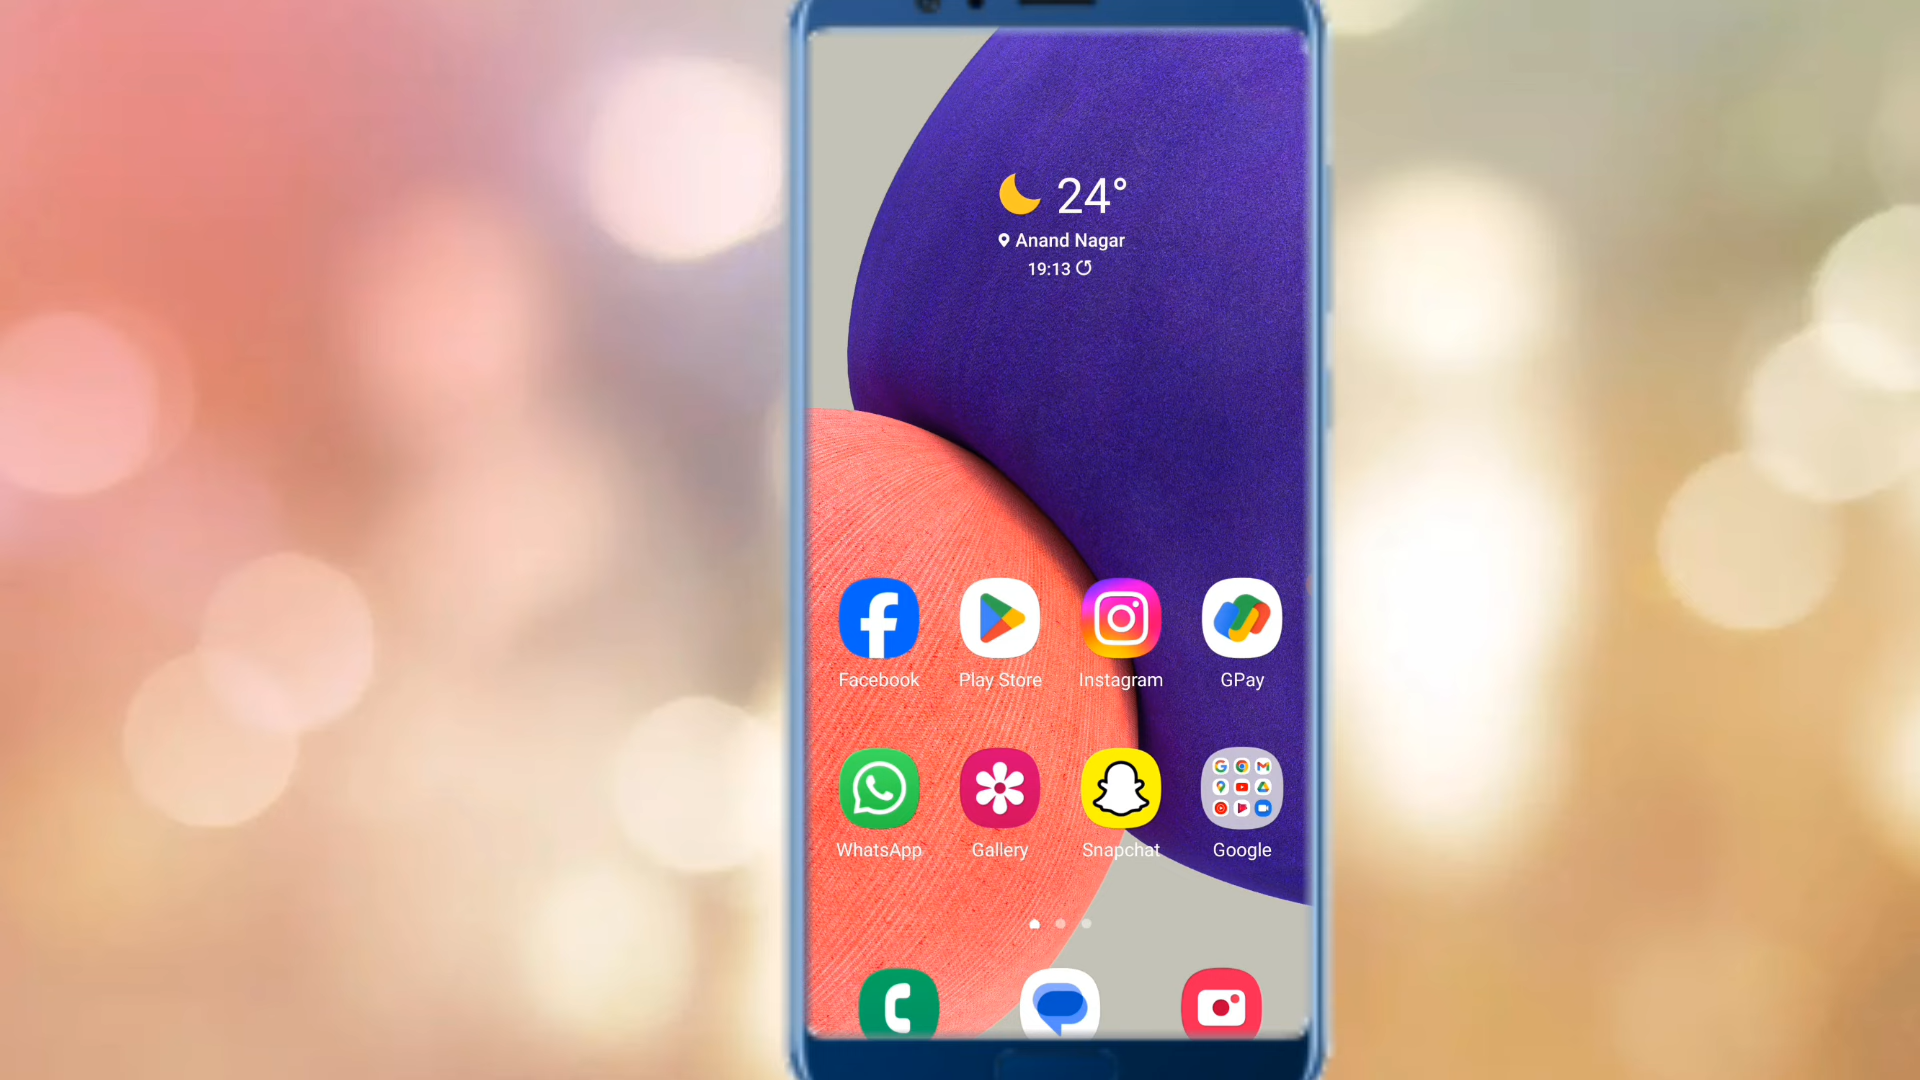 24°
Anand Nagar
19:13
Facebook
Play Store
Instagram
GPay
WhatsApp
Gallery
Snapchat
Google